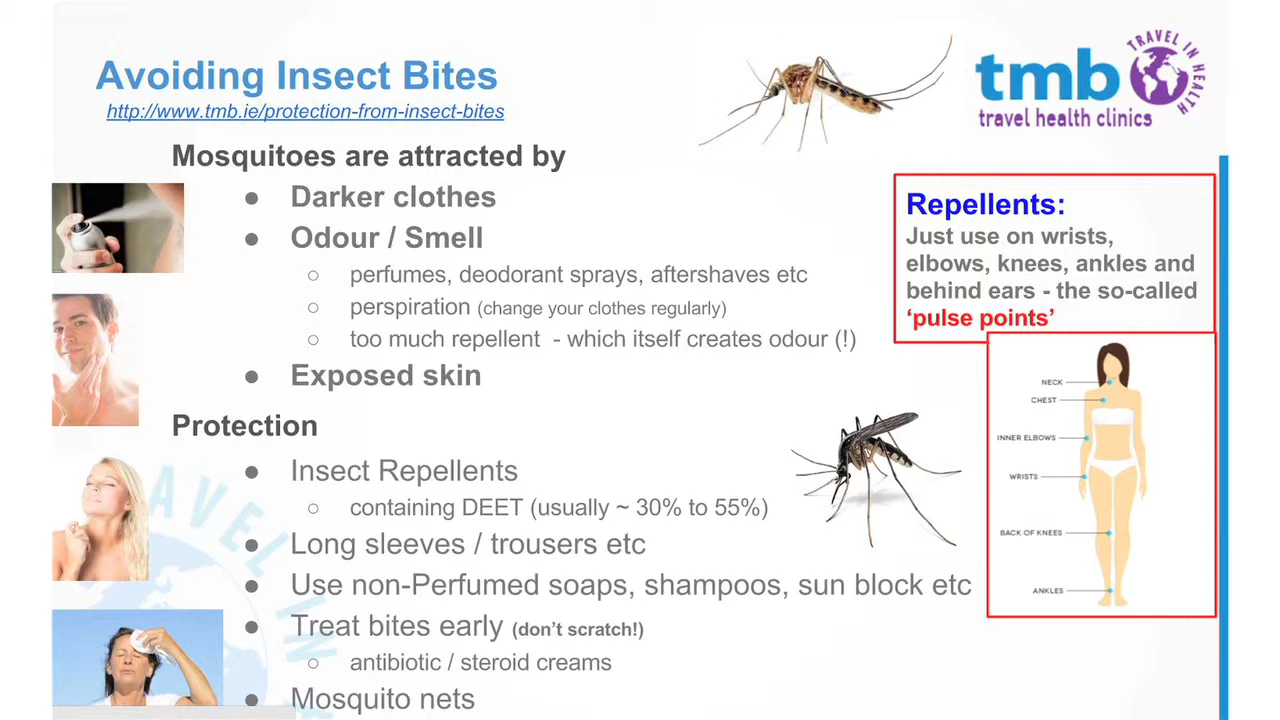 Avoiding Insect Bites
http://www.tmb.ie/protection-from-insect-bites
tmb
travel health clinics
TRAVEL IN HEALTH
Mosquitoes are attracted by
● Darker clothes
● Odour / Smell
○ perfumes, deodorant sprays, aftershaves etc
○ perspiration (change your clothes regularly)
○ too much repellent - which itself creates odour (!)
● Exposed skin
Protection
● Insect Repellents
○ containing DEET (usually ~ 30% to 55%)
● Long sleeves / trousers etc
● Use non-Perfumed soaps, shampoos, sun block etc
● Treat bites early (don't scratch!)
○ antibiotic / steroid creams
● Mosquito nets
Repellents:
Just use on wrists,
elbows, knees, ankles and
behind ears - the so-called
‘pulse points’
NECK
CHEST
INNER ELBOWS
WRISTS
BACK OF KNEES
ANKLES
AVEL IN